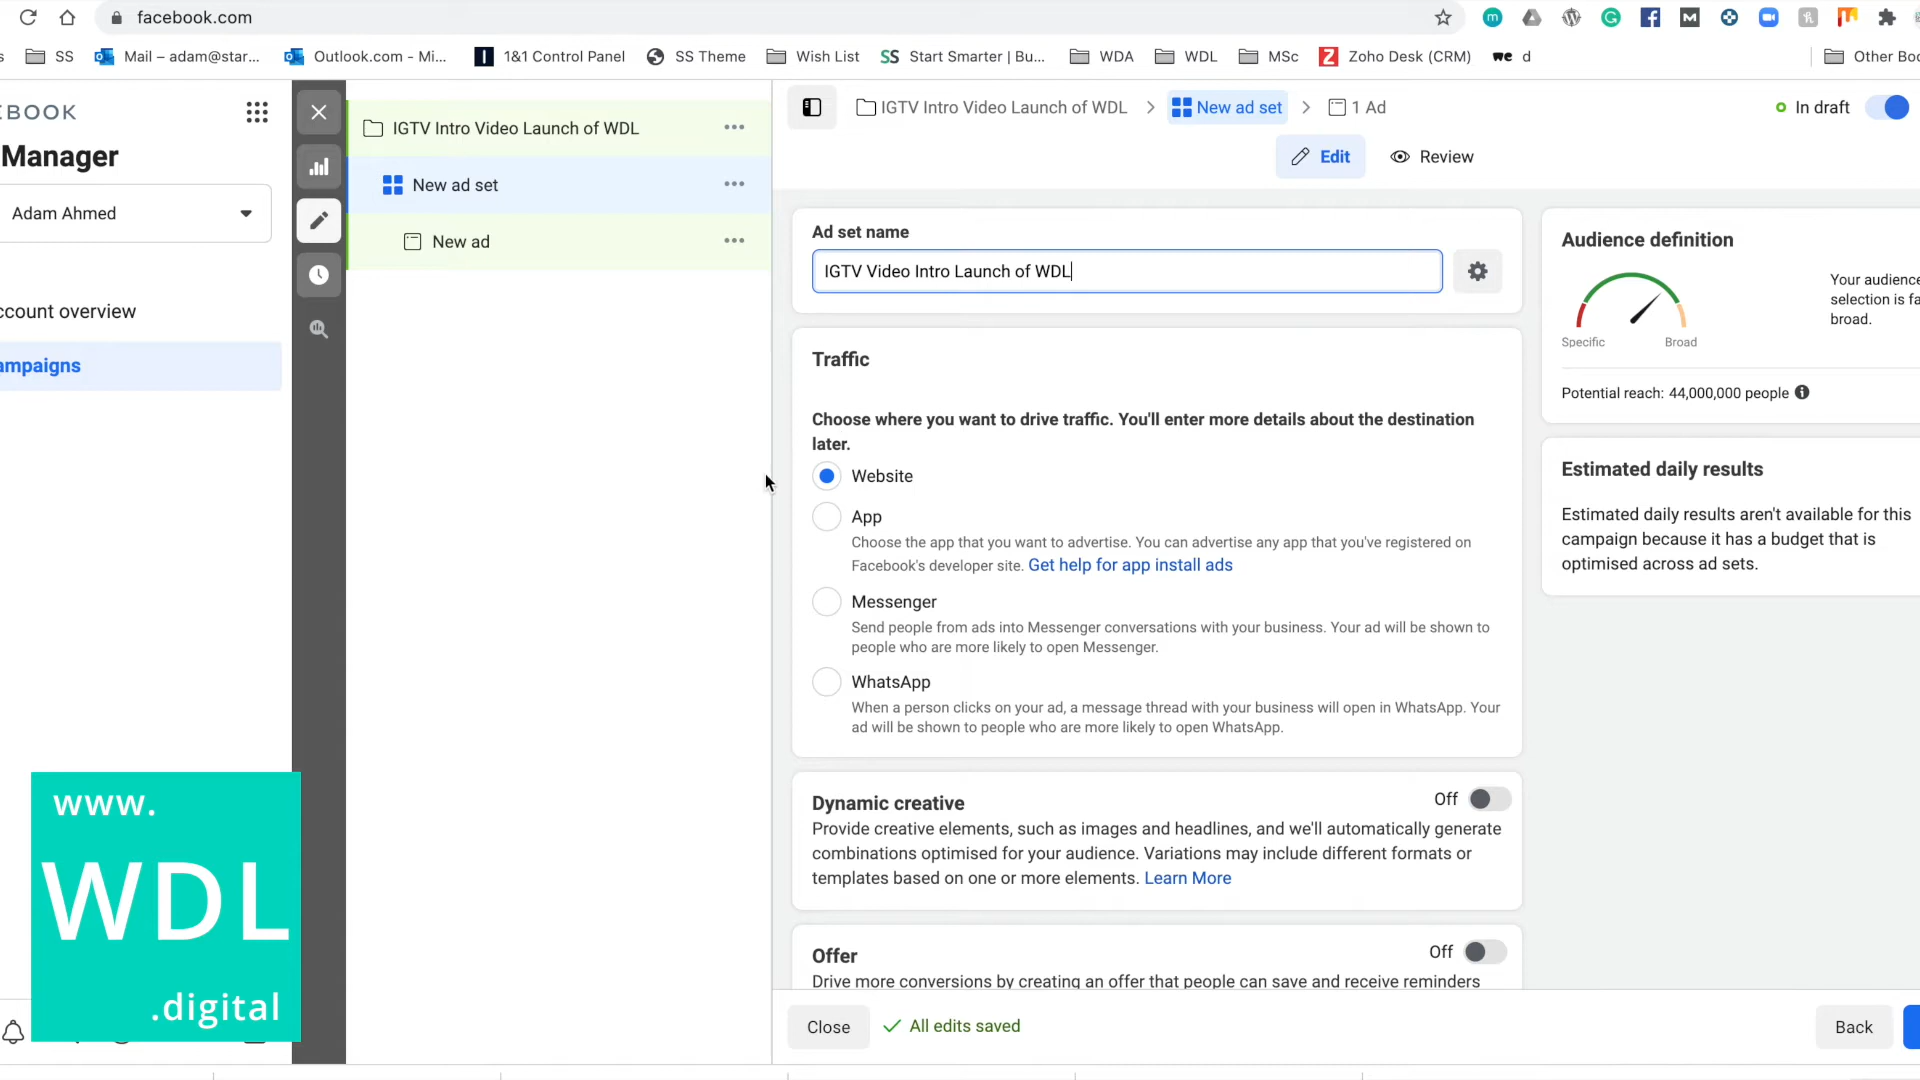 facebook.com
s
SS
Mail – adam@star...
Outlook.com - Mi...
1&1 Control Panel
SS Theme
Wish List
SS Start Smarter | Bu...
WDA
WDL
MSc
Z Zoho Desk (CRM)
we d
Other Boo
EBOOK
Manager
Adam Ahmed
ccount overview
ampaigns
IGTV Intro Video Launch of WDL
New ad set
New ad
IGTV Intro Video Launch of WDL > New ad set > 1 Ad
In draft
Edit
Review
Ad set name
IGTV Video Intro Launch of WDL
Traffic
Choose where you want to drive traffic. You'll enter more details about the destination
later.
Website
App
Choose the app that you want to advertise. You can advertise any app that you've registered on
Facebook's developer site. Get help for app install ads
Messenger
Send people from ads into Messenger conversations with your business. Your ad will be shown to
people who are more likely to open Messenger.
WhatsApp
When a person clicks on your ad, a message thread with your business will open in WhatsApp. Your
ad will be shown to people who are more likely to open WhatsApp.
Dynamic creative
Off
Provide creative elements, such as images and headlines, and we'll automatically generate
combinations optimised for your audience. Variations may include different formats or
templates based on one or more elements. Learn More
Offer
Off
Drive more conversions by creating an offer that people can save and receive reminders
Close
All edits saved
Back
Audience definition
Your audience
selection is fa
broad.
Specific
Broad
Potential reach: 44,000,000 people
Estimated daily results
Estimated daily results aren't available for this
campaign because it has a budget that is
optimised across ad sets.
www.
WDL
.digital